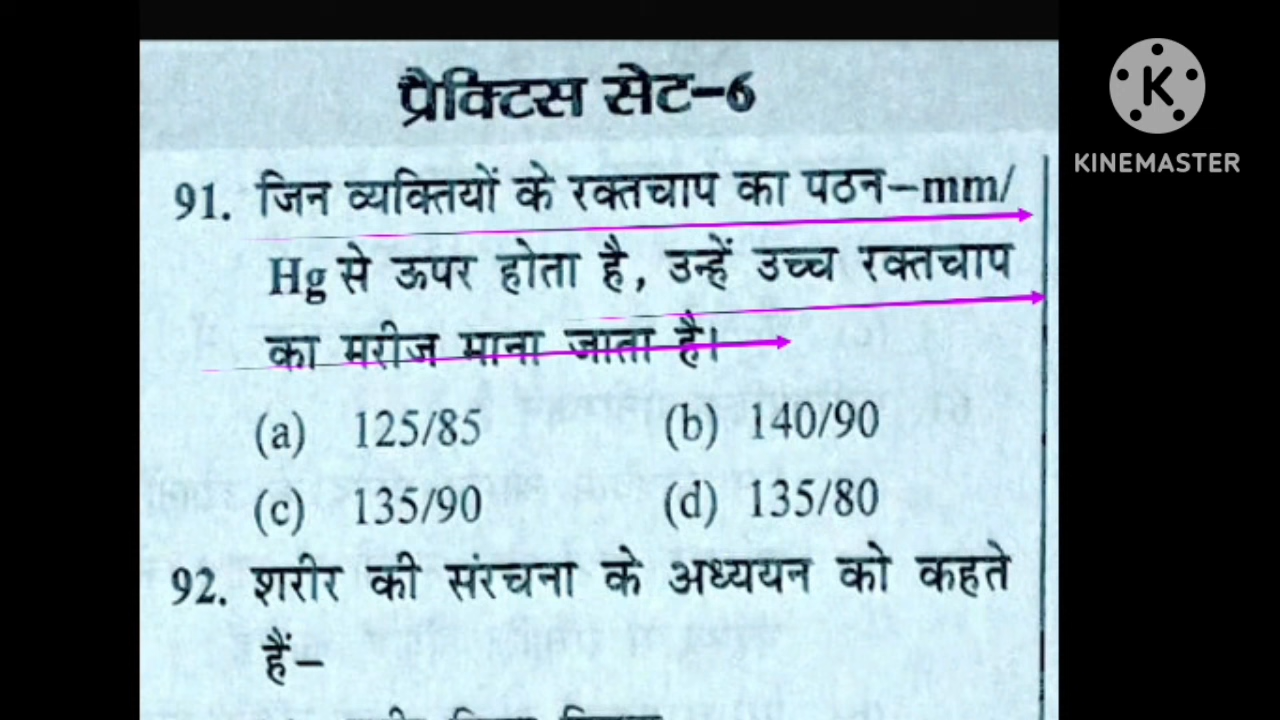 प्रैक्टिस सेट-6
91. जिन व्यक्तियों के रक्तचाप का पठन-mm/
Hg से ऊपर होता है, उन्हें उच्च रक्तचाप
का मरीज माना जाता है।
(a) 125/85 (b) 140/90
(c) 135/90 (d) 135/80
92. शरीर की संरचना के अध्ययन को कहते
हैं-
KINEMASTER